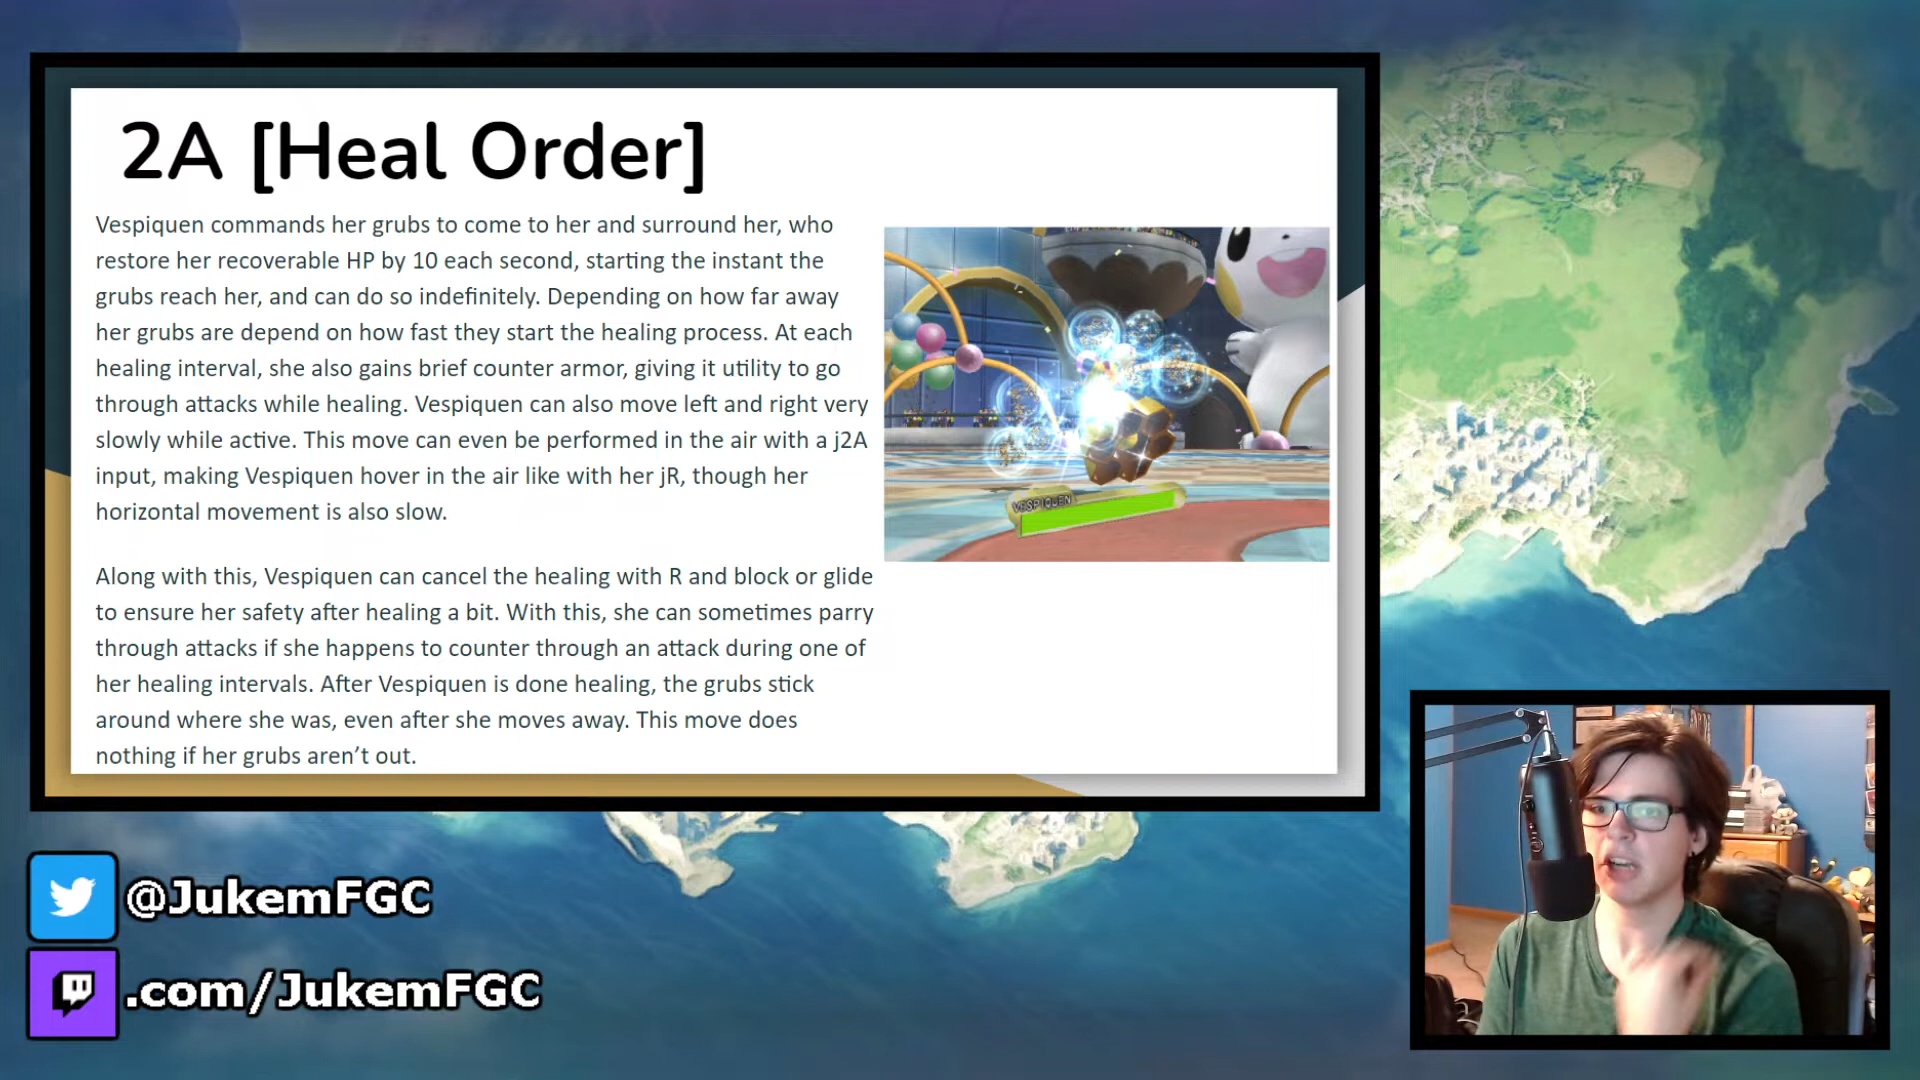 2A [Heal Order]
Vespiquen commands her grubs to come to her and surround her, who
restore her recoverable HP by 10 each second, starting the instant the
grubs reach her, and can do so indefinitely. Depending on how far away
her grubs are depend on how fast they start the healing process. At each
healing interval, she also gains brief counter armor, giving it utility to go
through attacks while healing. Vespiquen can also move left and right very
slowly while active. This move can even be performed in the air with a j2A
input, making Vespiquen hover in the air like with her jR, though her
horizontal movement is also slow.
Along with this, Vespiquen can cancel the healing with R and block or glide
to ensure her safety after healing a bit. With this, she can sometimes parry
through attacks if she happens to counter through an attack during one of
her healing intervals. After Vespiquen is done healing, the grubs stick
around where she was, even after she moves away. This move does
nothing if her grubs aren’t out.
VESPIQUEN
@JukemFGC
.com/JukemFGC